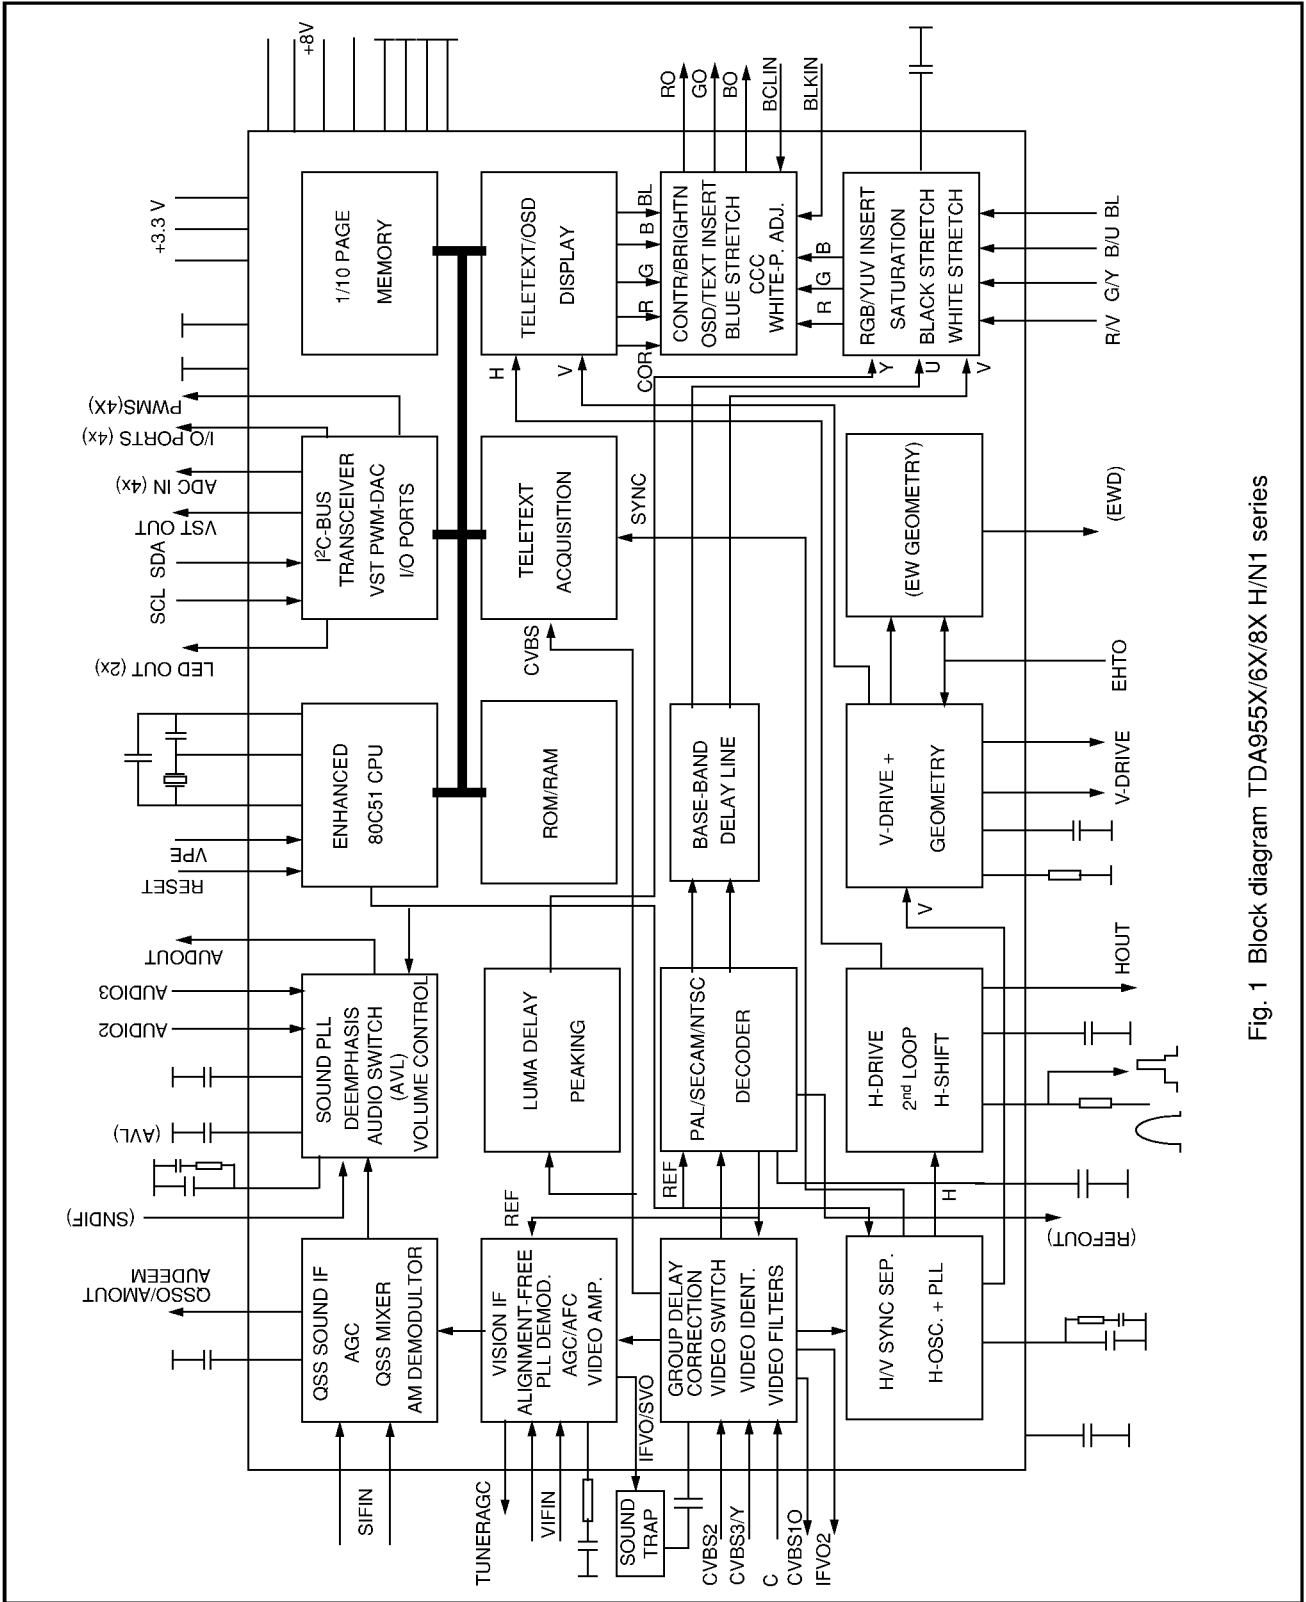 +8V
+3.3 V
PWMS(4X)
I/O PORTS (4x)
ADC IN (4x)
VST OUT
SCL SDA
LED OUT (2x)
VPE
RESET
AUDOUT
AUDIO3
AUDIO2
(AVL)
(SNDIF)
QSSO/AMOUT
AUDEEM
QSS SOUND IF
AGC
QSS MIXER
AM DEMODULTOR
SOUND PLL
DEEMPHASIS
AUDIO SWITCH
(AVL)
VOLUME CONTROL
ENHANCED
80C51 CPU
I²C-BUS
TRANSCEIVER
VST PWM-DAC
I/O PORTS
1/10 PAGE
MEMORY
SIFIN
TUNERAGC
VIFIN
VISION IF
ALIGNMENT-FREE
PLL DEMOD.
AGC/AFC
VIDEO AMP.
REF
LUMA DELAY
PEAKING
ROM/RAM
CVBS
TELETEXT
ACQUISITION
SYNC
H
V
TELETEXT/OSD
DISPLAY
COR
R
G
B
BL
IFVO/SVO
SOUND
TRAP
CVBS2
CVBS3/Y
C
CVBS1O
IFVO2
GROUP DELAY
CORRECTION
VIDEO SWITCH
VIDEO IDENT.
VIDEO FILTERS
REF
PAL/SECAM/NTSC
DECODER
BASE-BAND
DELAY LINE
CONTR/BRIGHTN
OSD/TEXT INSERT
BLUE STRETCH
CCC
WHITE-P. ADJ.
RO
GO
BO
BCLIN
BLKIN
R
G
B
Y
U
V
RGB/YUV INSERT
SATURATION
BLACK STRETCH
WHITE STRETCH
H/V SYNC SEP.
H-OSC. + PLL
H
H-DRIVE
2nd LOOP
H-SHIFT
V
V-DRIVE +
GEOMETRY
(EW GEOMETRY)
(REFOUT)
HOUT
V-DRIVE
EHTO
(EWD)
R/V
G/Y
B/U
BL
Fig. 1 Block diagram TDA955X/6X/8X H/N1 series